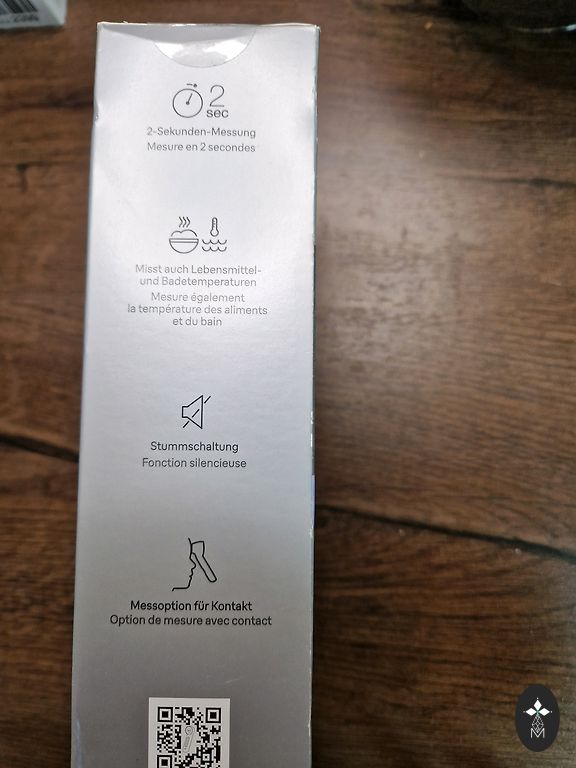 2
sec
2-Sekunden-Messung
Mesure en 2 secondes
Misst auch Lebensmittel-
und Badetemperaturen
Mesure également
la température des aliments
et du bain
Stummschaltung
Fonction silencieuse
Messoption für Kontakt
Option de mesure avec contact
M